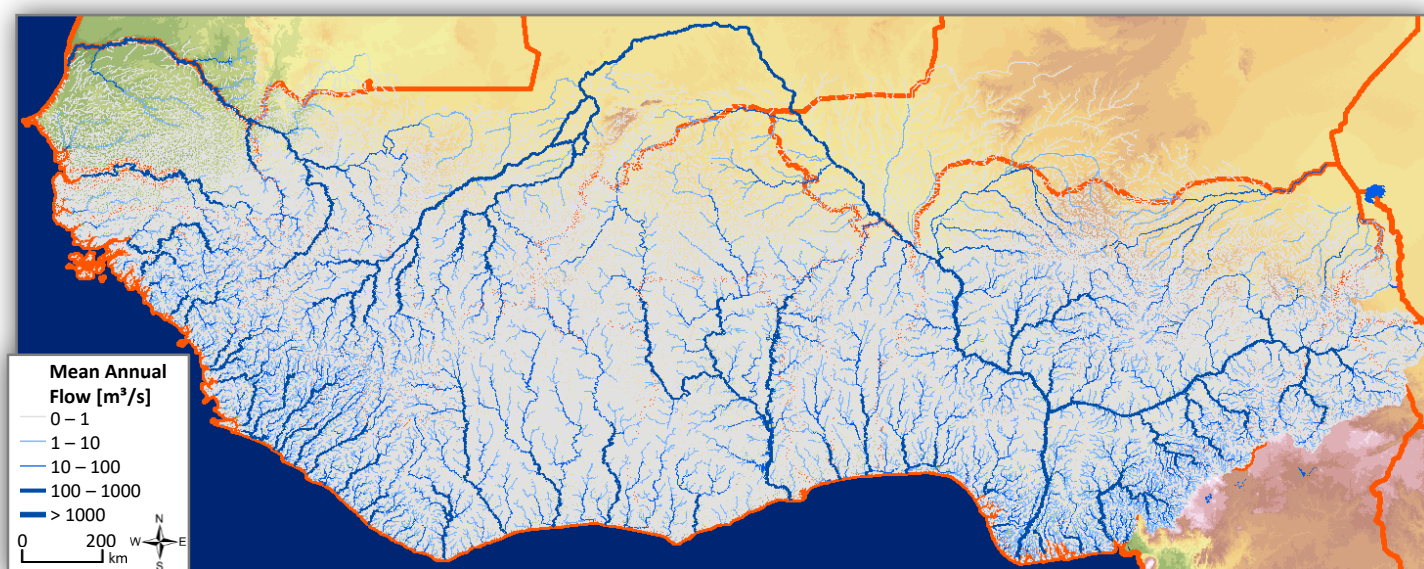 Mean Annual
Flow [m³/s]
0 – 1
1 – 10
10 – 100
100 – 1000
> 1000
0 200
km
N
W E
S